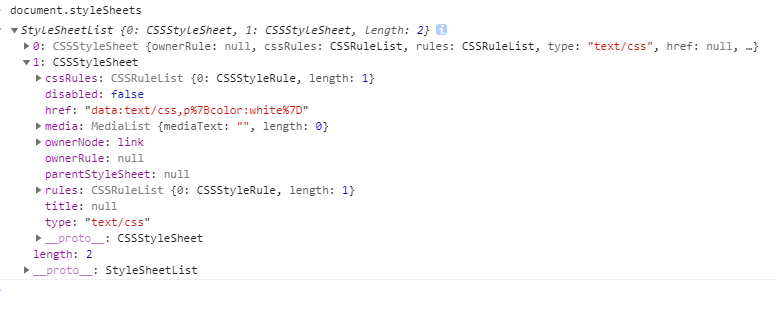 document.styleSheets
▼StyleSheetList {0: CSSStyleSheet, 1: CSSStyleSheet, length: 2} i
▶0: CSSStyleSheet {ownerRule: null, cssRules: CSSRuleList, rules: CSSRuleList, type: "text/css", href: null, …}
▼1: CSSStyleSheet
▶cssRules: CSSRuleList {0: CSSStyleRule, length: 1}
disabled: false
href: "data:text/css,p%7Bcolor:white%7D"
▶media: MediaList {mediaText: "", length: 0}
▶ownerNode: link
ownerRule: null
parentStyleSheet: null
▶rules: CSSRuleList {0: CSSStyleRule, length: 1}
title: null
type: "text/css"
▶__proto__: CSSStyleSheet
length: 2
▶__proto__: StyleSheetList